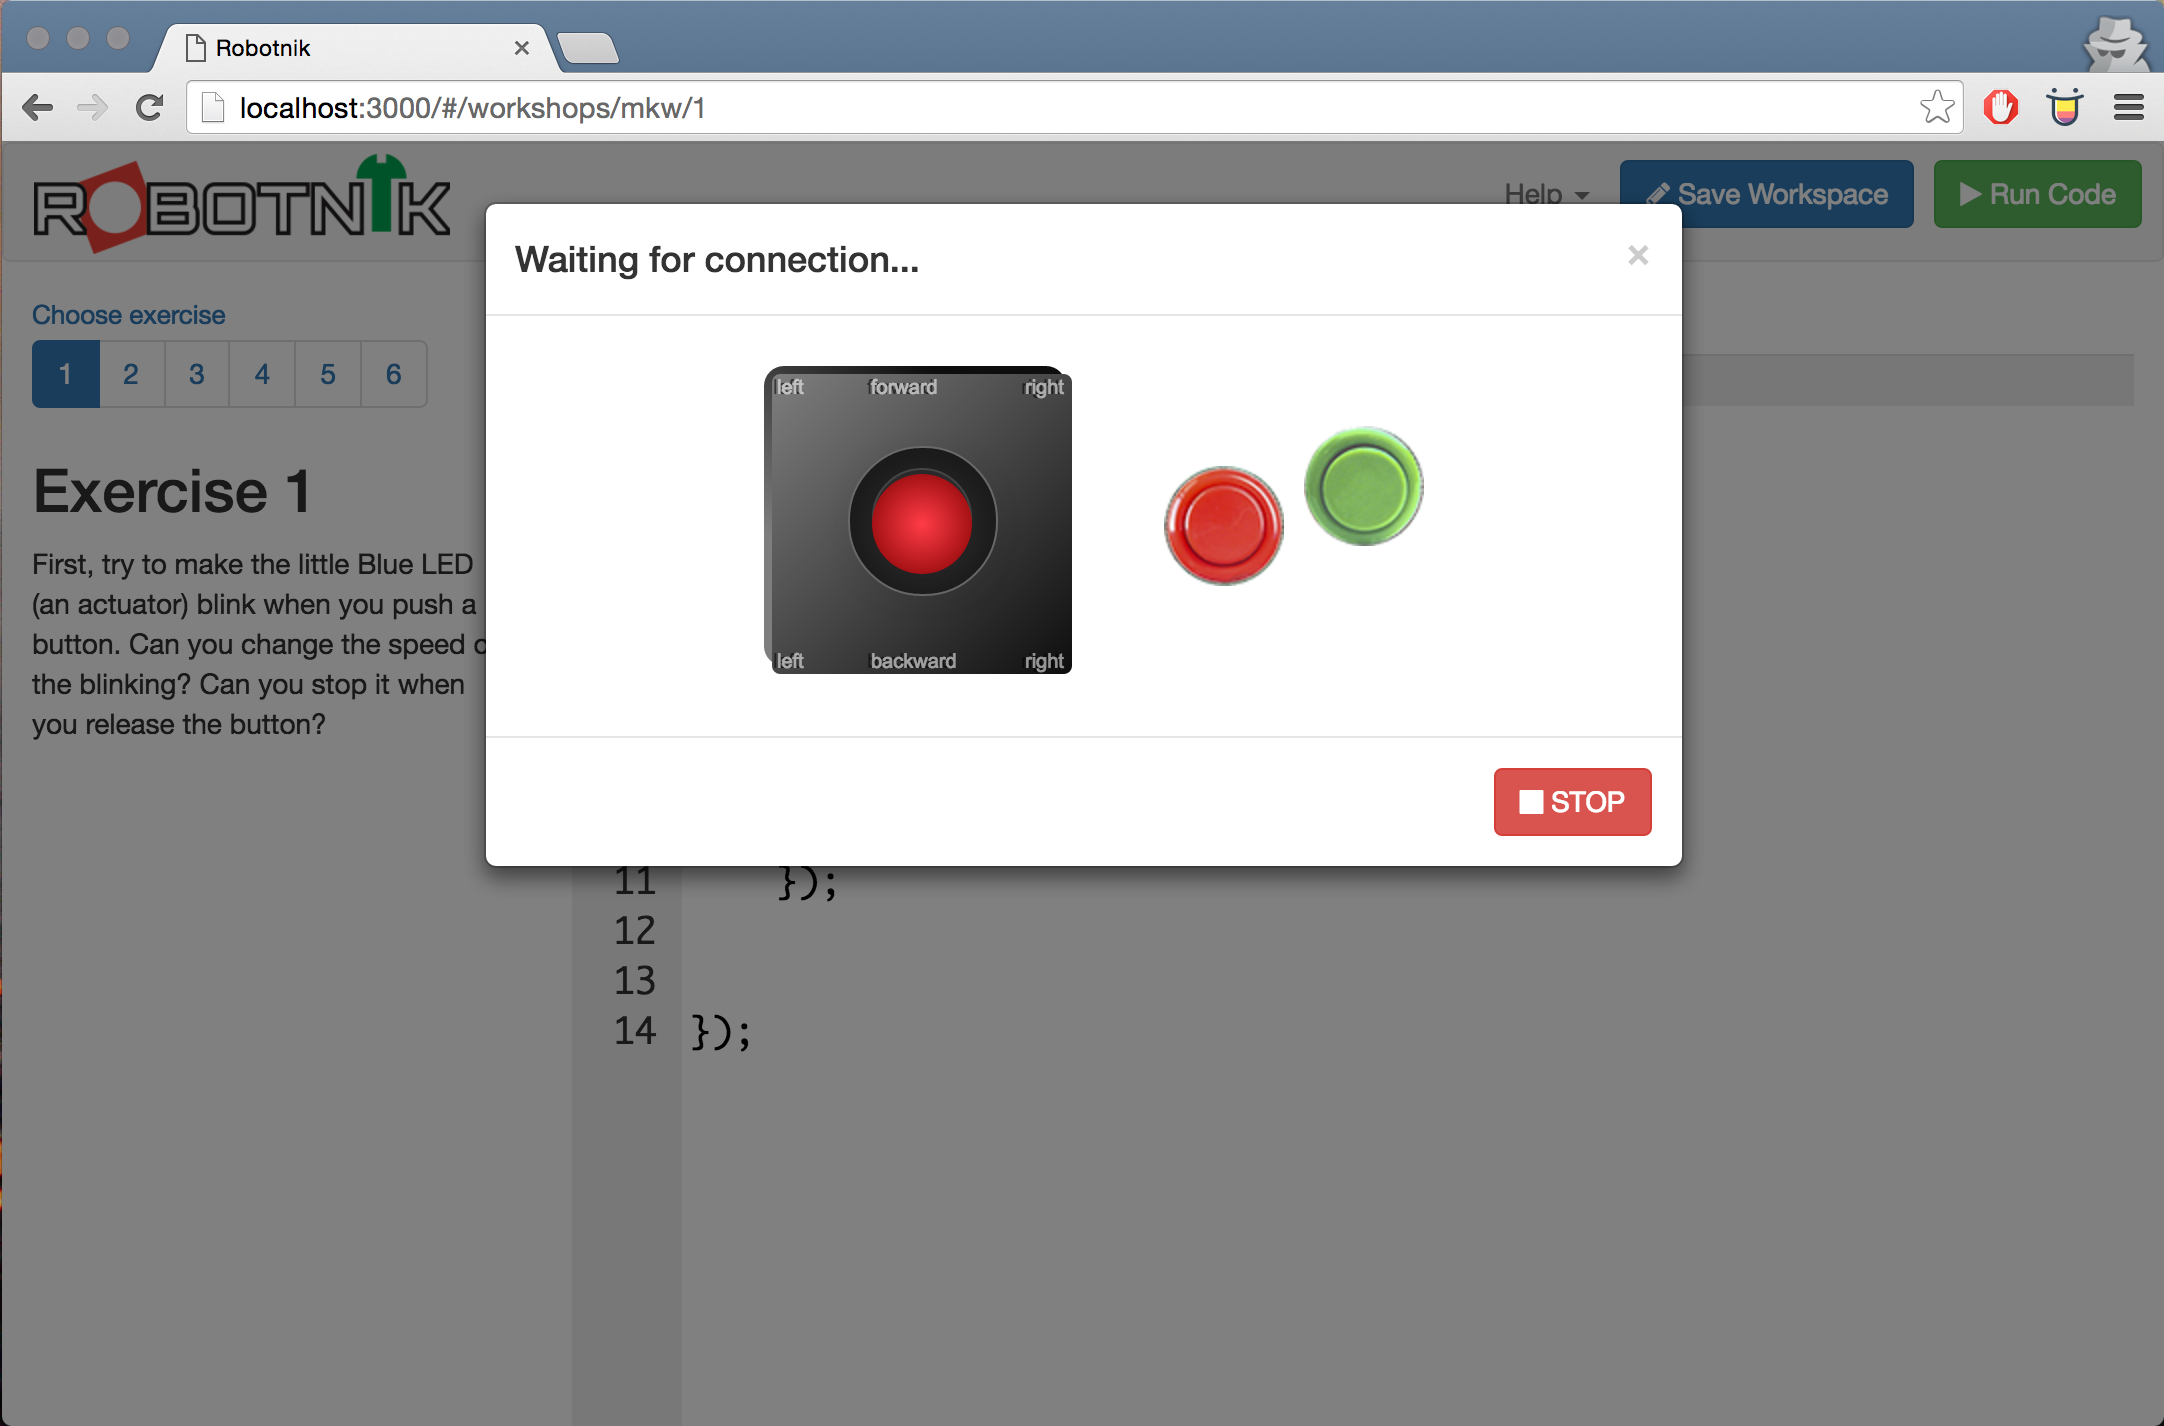 Robotnik
localhost:3000/#/workshops/mkw/1
ROBOTNIK
Help
Save Workspace
Run Code
Waiting for connection...
Choose exercise
1 2 3 4 5 6
left forward right
left backward right
Exercise 1
First, try to make the little Blue LED
(an actuator) blink when you push a
button. Can you change the speed
the blinking? Can you stop it when
you release the button?
STOP
11 });
12
13
14 });